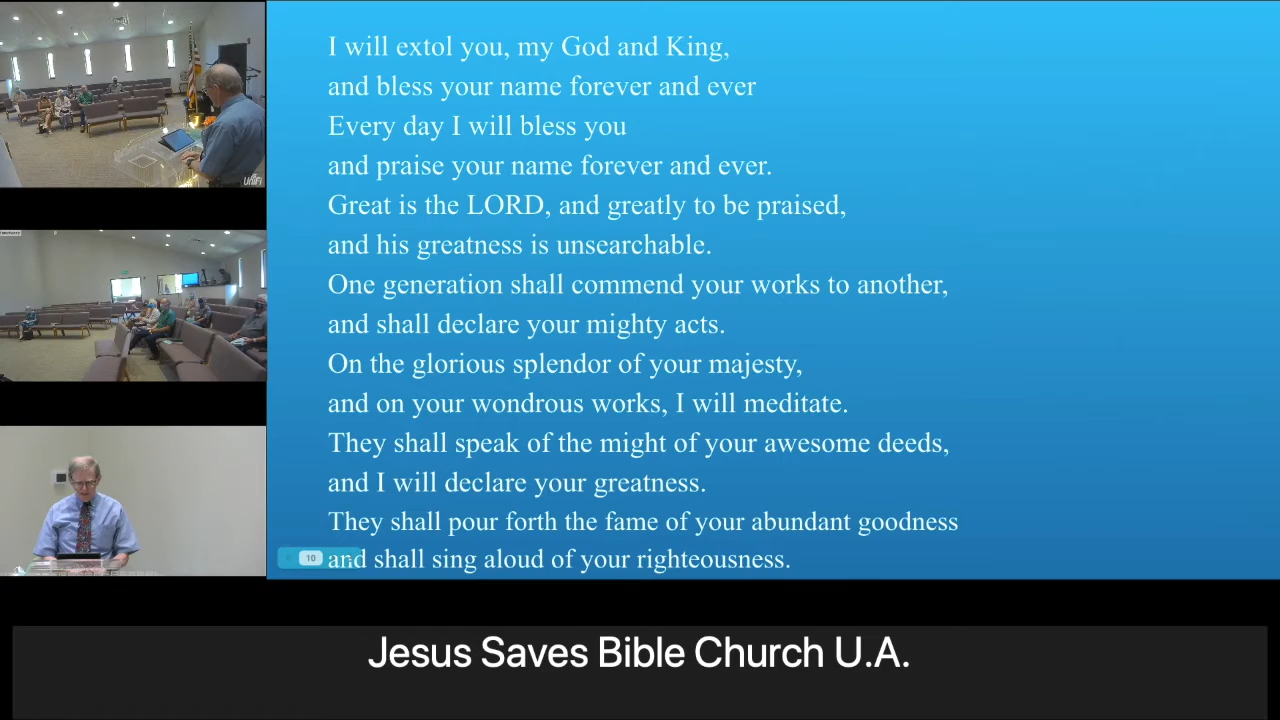 I will extol you, my God and King,
and bless your name forever and ever
Every day I will bless you
and praise your name forever and ever.
Great is the LORD, and greatly to be praised,
and his greatness is unsearchable.
One generation shall commend your works to another,
and shall declare your mighty acts.
On the glorious splendor of your majesty,
and on your wondrous works, I will meditate.
They shall speak of the might of your awesome deeds,
and I will declare your greatness.
They shall pour forth the fame of your abundant goodness
and shall sing aloud of your righteousness.
10
UniFi
Jesus Saves Bible Church U.A.